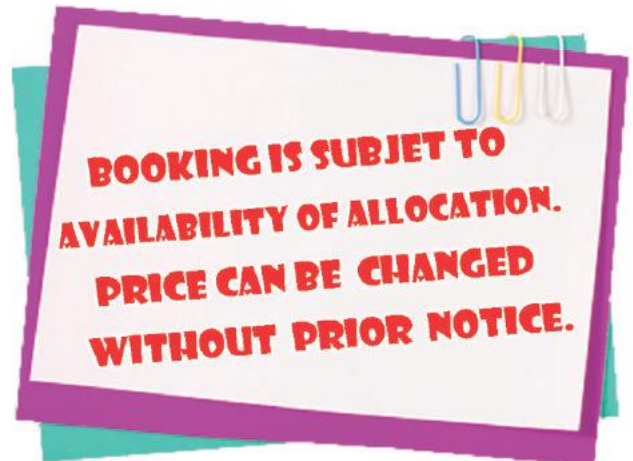 BOOKING IS SUBJET TO
AVAILABILITY OF ALLOCATION.
PRICE CAN BE CHANGED
WITHOUT PRIOR NOTICE.